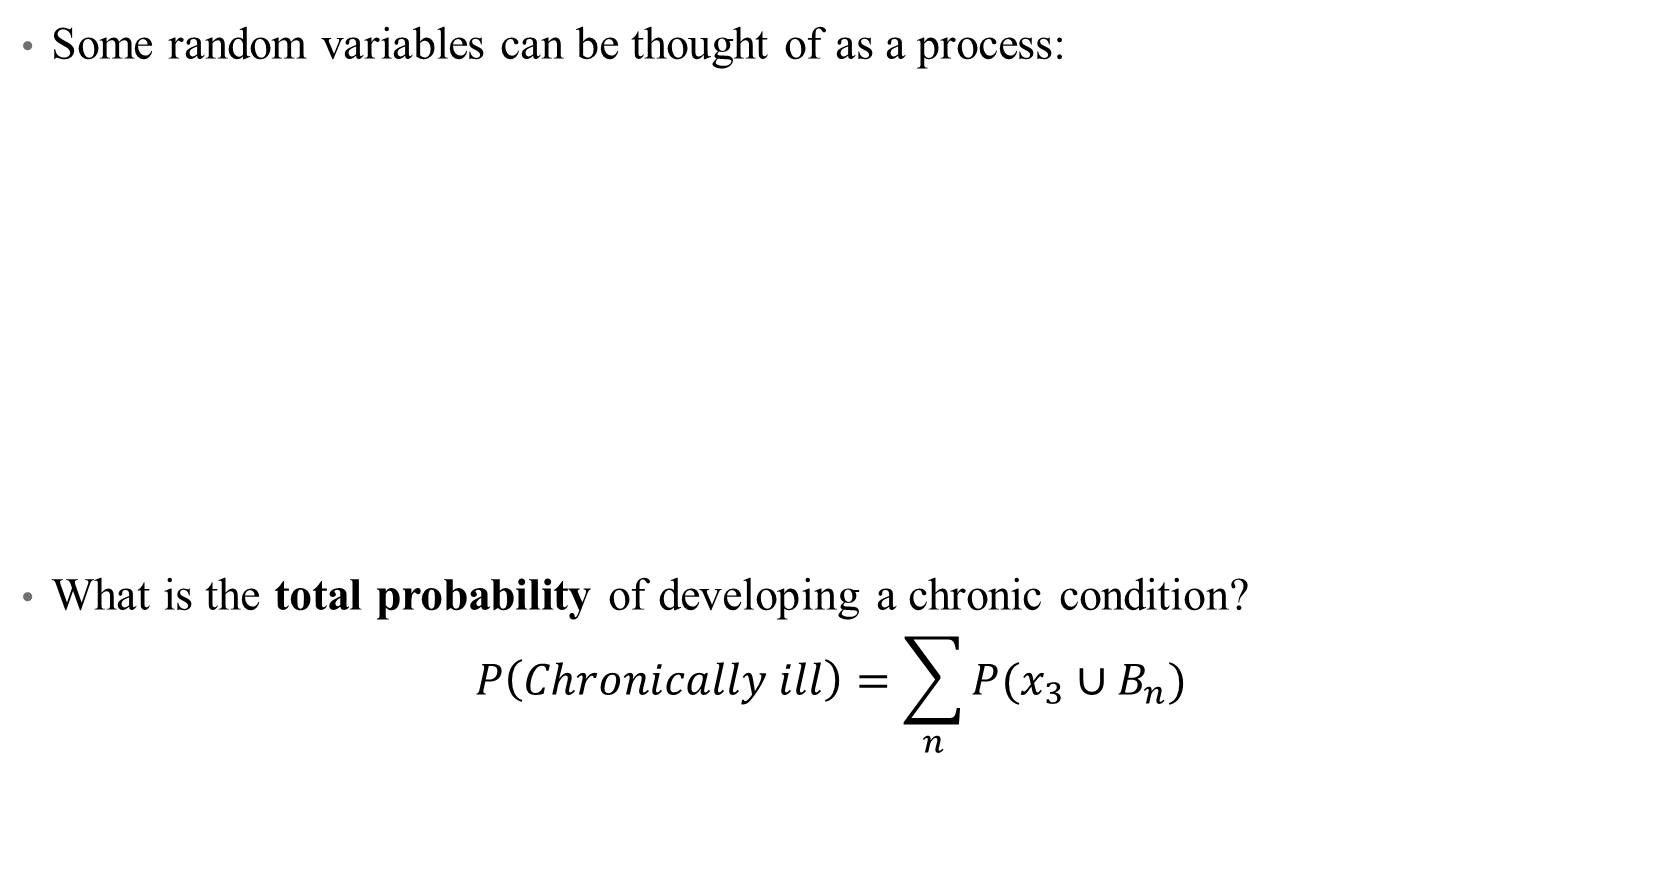 • Some random variables can be thought of as a process:
• What is the total probability of developing a chronic condition?
P(Chronically ill) = ∑ P(x₃ ∪ Bₙ)
n